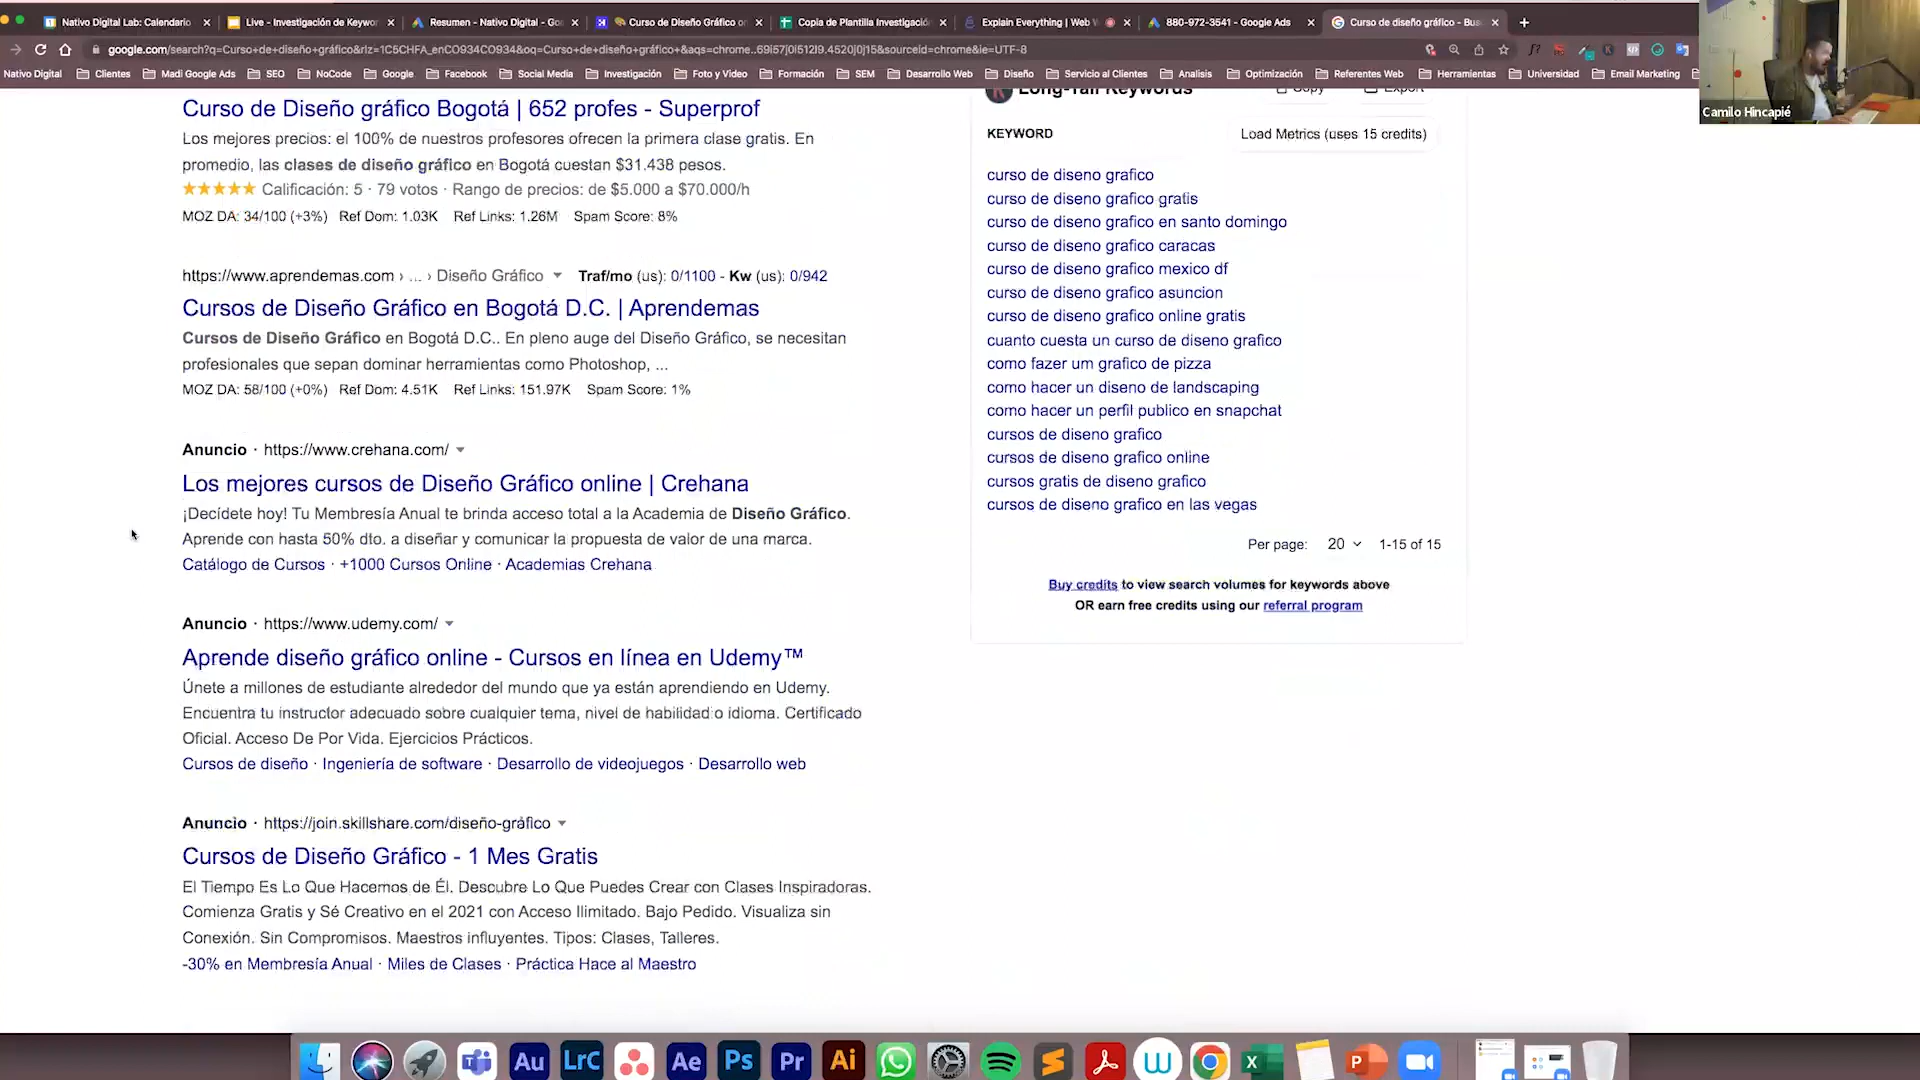 Nativo Digital Lab: Calendario
Live - Investigación de Keywor
Resumen - Nativo Digital - Go
Curso de Diseño Gráfico on
Copia de Plantilla Investigació
Explain Everything | Web
880-972-3541 - Google Ads
Curso de diseño gráfico - Bus
google.com/search?q=Curso+de+diseño+gráfico&rlz=1C5CHFA_enCO934CO934&oq=Curso+de+diseño+gráfico+&aqs=chrome..69i57j0i512l9.4520j0j15&sourceid=chrome&ie=UTF-8
Nativo Digital
Clientes
Madi Google Ads
SEO
NoCode
Google
Facebook
Social Media
Investigación
Foto y Video
Formación
SEM
Desarrollo Web
Diseño
Servicio al Clientes
Analisis
Optimización
Referentes Web
Herramientas
Universidad
Email Marketing
Camilo Hincapié
Curso de Diseño gráfico Bogotá | 652 profes - Superprof
Los mejores precios: el 100% de nuestros profesores ofrecen la primera clase gratis. En
promedio, las clases de diseño gráfico en Bogotá cuestan $31.438 pesos.
Calificación: 5 · 79 votos · Rango de precios: de $5.000 a $70.000/h
MOZ DA: 34/100 (+3%) Ref Dom: 1.03K Ref Links: 1.26M Spam Score: 8%
https://www.aprendemas.com › ... › Diseño Gráfico Traf/mo (us): 0/1100 - Kw (us): 0/942
Cursos de Diseño Gráfico en Bogotá D.C. | Aprendemas
Cursos de Diseño Gráfico en Bogotá D.C.. En pleno auge del Diseño Gráfico, se necesitan
profesionales que sepan dominar herramientas como Photoshop, ...
MOZ DA: 58/100 (+0%) Ref Dom: 4.51K Ref Links: 151.97K Spam Score: 1%
Anuncio · https://www.crehana.com/
Los mejores cursos de Diseño Gráfico online | Crehana
¡Decídete hoy! Tu Membresía Anual te brinda acceso total a la Academia de Diseño Gráfico.
Aprende con hasta 50% dto. a diseñar y comunicar la propuesta de valor de una marca.
Catálogo de Cursos · +1000 Cursos Online · Academias Crehana
Anuncio · https://www.udemy.com/
Aprende diseño gráfico online - Cursos en línea en Udemy™
Únete a millones de estudiante alrededor del mundo que ya están aprendiendo en Udemy.
Encuentra tu instructor adecuado sobre cualquier tema, nivel de habilidad o idioma. Certificado
Oficial. Acceso De Por Vida. Ejercicios Prácticos.
Cursos de diseño · Ingeniería de software · Desarrollo de videojuegos · Desarrollo web
Anuncio · https://join.skillshare.com/diseño-gráfico
Cursos de Diseño Gráfico - 1 Mes Gratis
El Tiempo Es Lo Que Hacemos de Él. Descubre Lo Que Puedes Crear con Clases Inspiradoras.
Comienza Gratis y Sé Creativo en el 2021 con Acceso Ilimitado. Bajo Pedido. Visualiza sin
Conexión. Sin Compromisos. Maestros influyentes. Tipos: Clases, Talleres.
-30% en Membresía Anual · Miles de Clases · Práctica Hace al Maestro
Long-Tail Keywords
Copy
Export
KEYWORD
Load Metrics (uses 15 credits)
curso de diseno grafico
curso de diseno grafico gratis
curso de diseno grafico en santo domingo
curso de diseno grafico caracas
curso de diseno grafico mexico df
curso de diseno grafico asuncion
curso de diseno grafico online gratis
cuanto cuesta un curso de diseno grafico
como fazer um grafico de pizza
como hacer un diseno de landscaping
como hacer un perfil publico en snapchat
cursos de diseno grafico
cursos de diseno grafico online
cursos gratis de diseno grafico
cursos de diseno grafico en las vegas
Per page: 20 1-15 of 15
Buy credits to view search volumes for keywords above
OR earn free credits using our referral program
Au
LrC
Ae
Ps
Pr
Ai